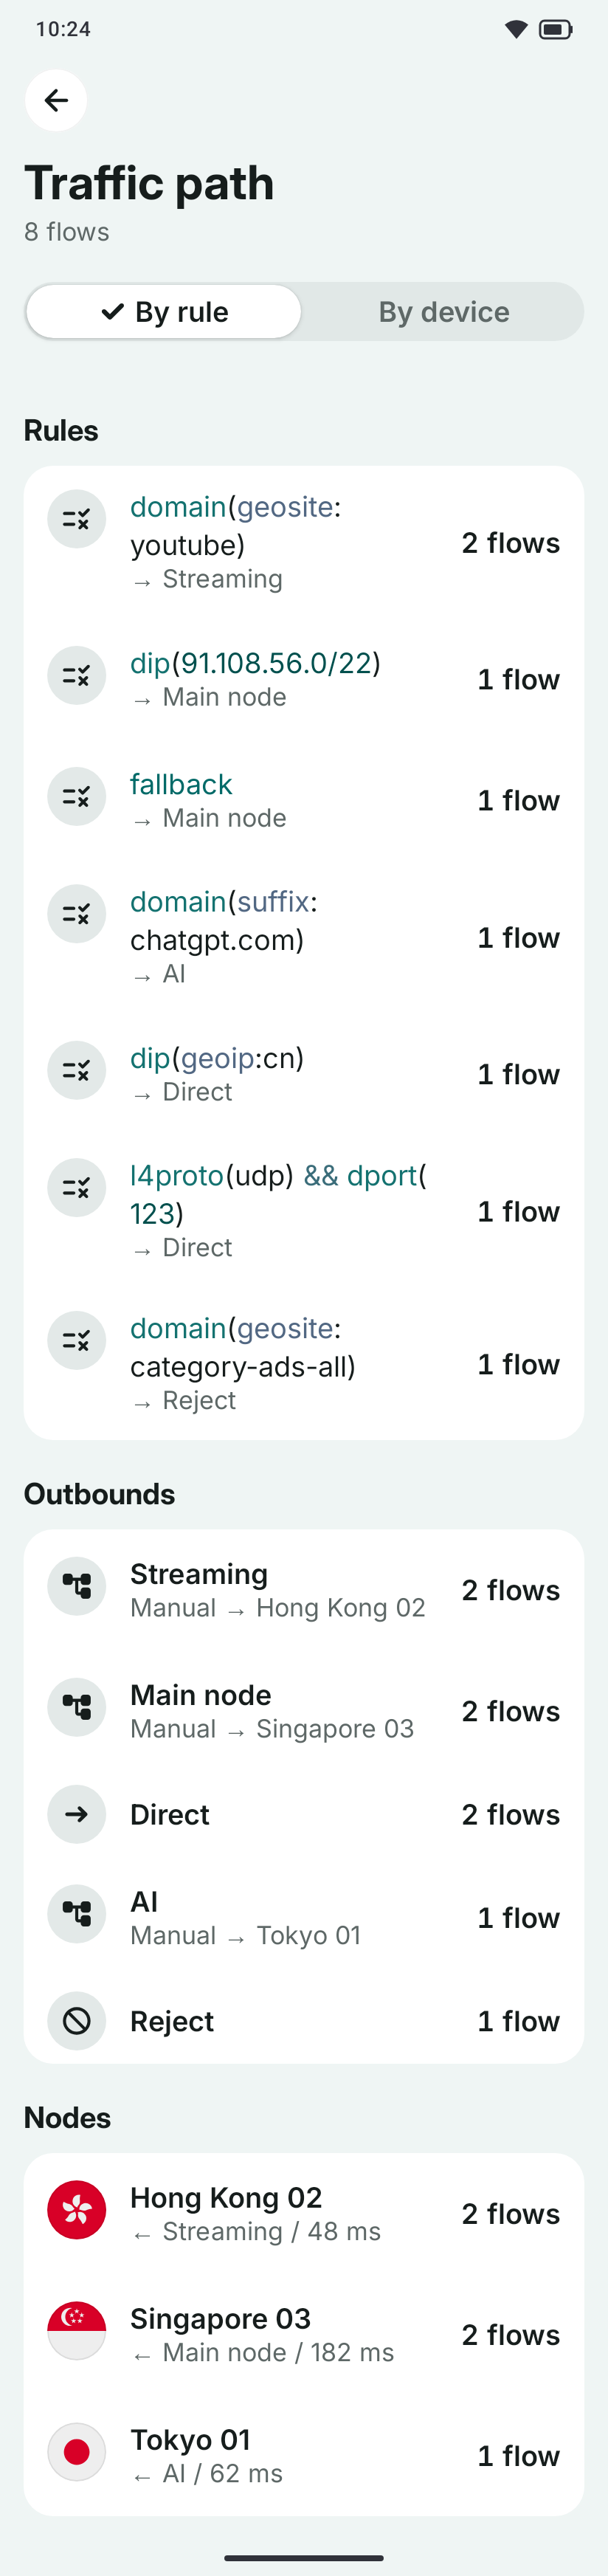 10:24
Traffic path
8 flows
By rule
By device
Rules
domain(geosite:
youtube)
→ Streaming
2 flows
dip(91.108.56.0/22)
→ Main node
1 flow
fallback
→ Main node
1 flow
domain(suffix:
chatgpt.com)
→ AI
1 flow
dip(geoip:cn)
→ Direct
1 flow
l4proto(udp) && dport(
123)
→ Direct
1 flow
domain(geosite:
category-ads-all)
→ Reject
1 flow
Outbounds
Streaming
Manual → Hong Kong 02
2 flows
Main node
Manual → Singapore 03
2 flows
Direct
2 flows
AI
Manual → Tokyo 01
1 flow
Reject
1 flow
Nodes
Hong Kong 02
← Streaming / 48 ms
2 flows
Singapore 03
← Main node / 182 ms
2 flows
Tokyo 01
← AI / 62 ms
1 flow